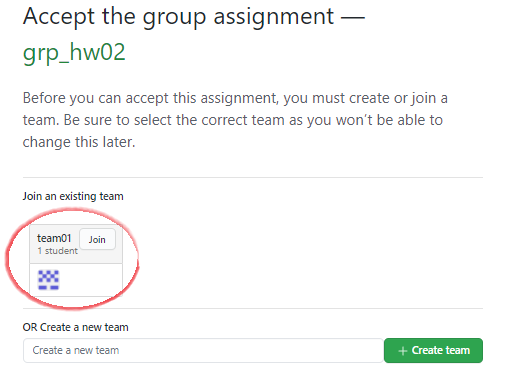 Accept the group assignment —
grp_hw02
Before you can accept this assignment, you must create or join a
team. Be sure to select the correct team as you won’t be able to
change this later.
Join an existing team
team01
Join
1 student
OR Create a new team
Create a new team
+ Create team